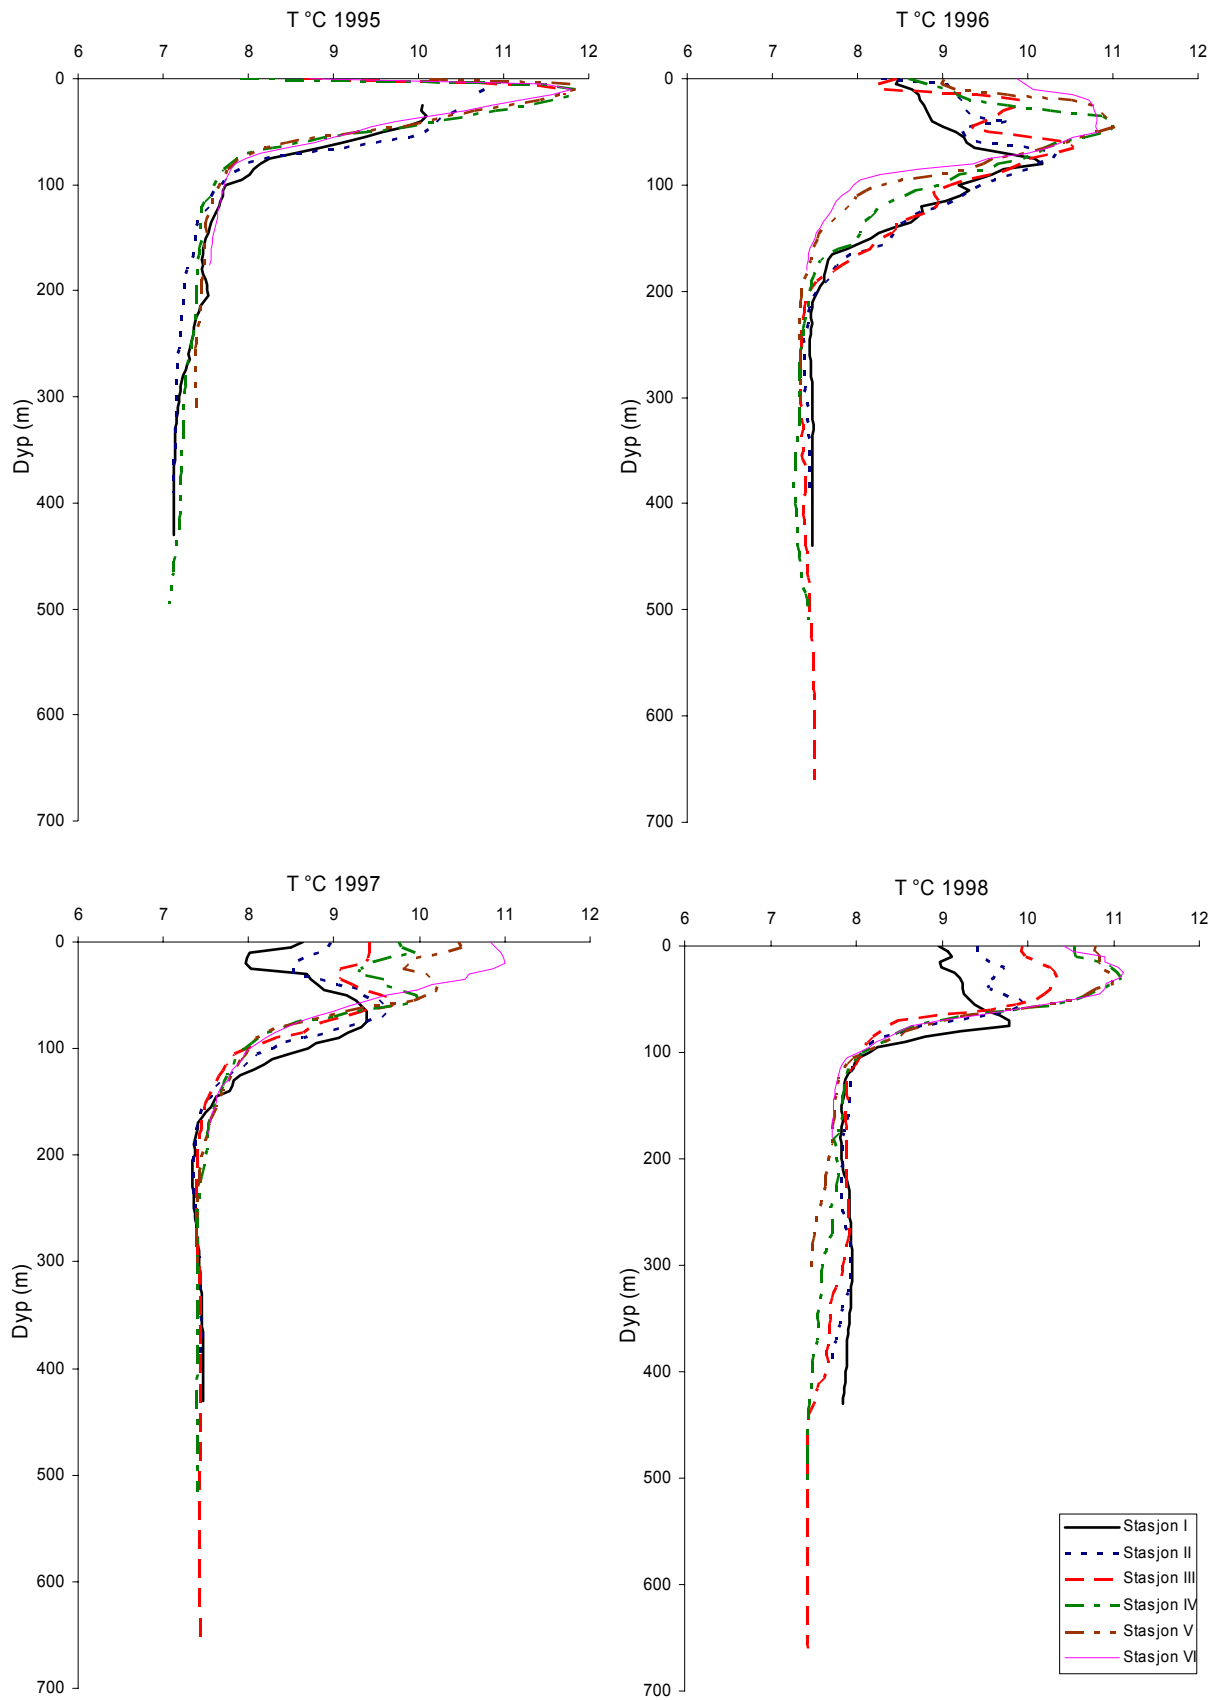 T °C 1995
6 7 8 9 10 11 12
0
100
200
300
400
500
600
700
Dyp (m)
T °C 1996
6 7 8 9 10 11 12
0
100
200
300
400
500
600
700
Dyp (m)
T °C 1997
6 7 8 9 10 11 12
0
100
200
300
400
500
600
700
Dyp (m)
T °C 1998
6 7 8 9 10 11 12
0
100
200
300
400
500
600
700
Dyp (m)
Stasjon I
Stasjon II
Stasjon III
Stasjon IV
Stasjon V
Stasjon VI